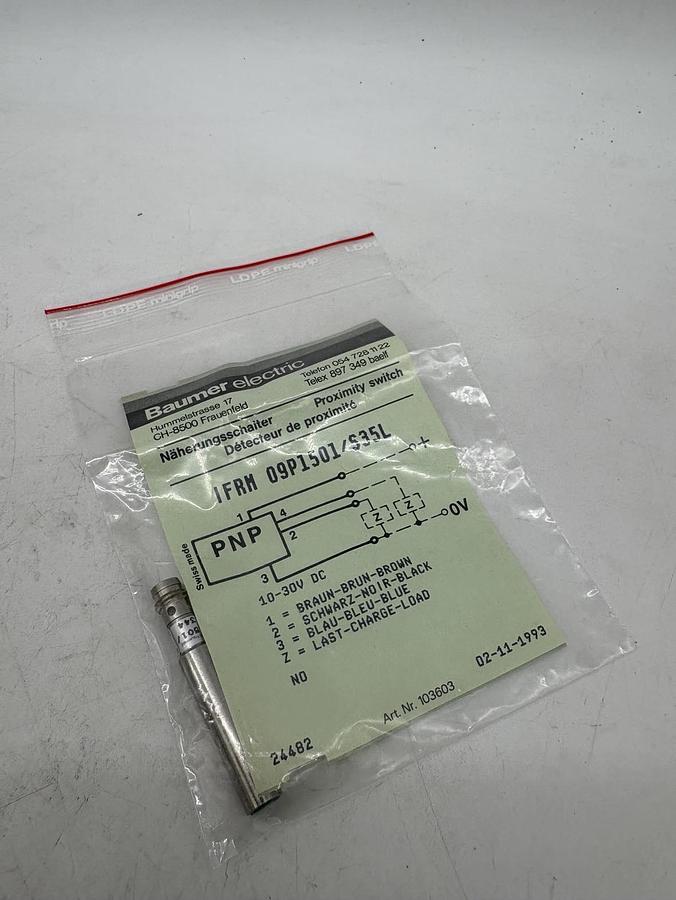 LDPE minigrip
LDPE minigrip
Baumer electric
Hummelstrasse 17
CH-8500 Frauenfeld
Telefon 054 728 11 22
Telex 897 349 baelf
Näherungsschalter
Proximity switch
Détecteur de proximité
IFRM 09P1501/S35L
Swiss made
PNP
1
4
2
3
+
Z
Z
0V
10-30V DC
1 = BRAUN-BRUN-BROWN
2 = SCHWARZ-NOIR-BLACK
3 = BLAU-BLEU-BLUE
Z = LAST-CHARGE-LOAD
NO
24482
Art. Nr. 103603
02-11-1993